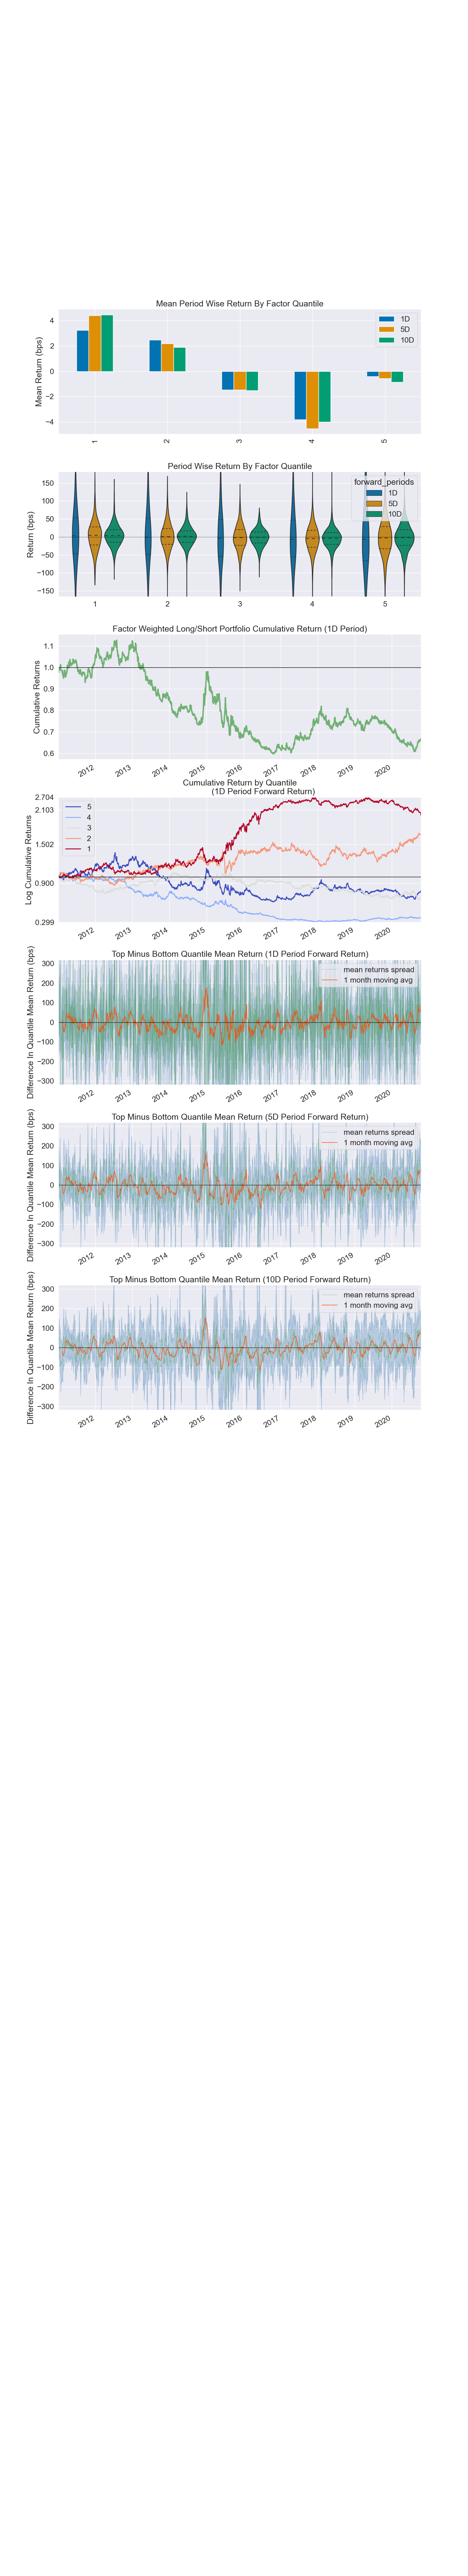 Mean Period Wise Return By Factor Quantile
Mean Return (bps)
4
2
0
−2
−4
1D
5D
10D
1 2 3 4 5
Period Wise Return By Factor Quantile
Return (bps)
150
100
50
0
−50
−100
−150
forward_periods
1D
5D
10D
1 2 3 4 5
Factor Weighted Long/Short Portfolio Cumulative Return (1D Period)
Cumulative Returns
1.1
1.0
0.9
0.8
0.7
0.6
2012 2013 2014 2015 2016 2017 2018 2019 2020
Cumulative Return by Quantile
(1D Period Forward Return)
Log Cumulative Returns
2.704
2.103
1.502
0.900
0.299
5
4
3
2
1
2012 2013 2014 2015 2016 2017 2018 2019 2020
Top Minus Bottom Quantile Mean Return (1D Period Forward Return)
Difference In Quantile Mean Return (bps)
300
200
100
0
−100
−200
−300
mean returns spread
1 month moving avg
2012 2013 2014 2015 2016 2017 2018 2019 2020
Top Minus Bottom Quantile Mean Return (5D Period Forward Return)
Difference In Quantile Mean Return (bps)
300
200
100
0
−100
−200
−300
mean returns spread
1 month moving avg
2012 2013 2014 2015 2016 2017 2018 2019 2020
Top Minus Bottom Quantile Mean Return (10D Period Forward Return)
Difference In Quantile Mean Return (bps)
300
200
100
0
−100
−200
−300
mean returns spread
1 month moving avg
2012 2013 2014 2015 2016 2017 2018 2019 2020